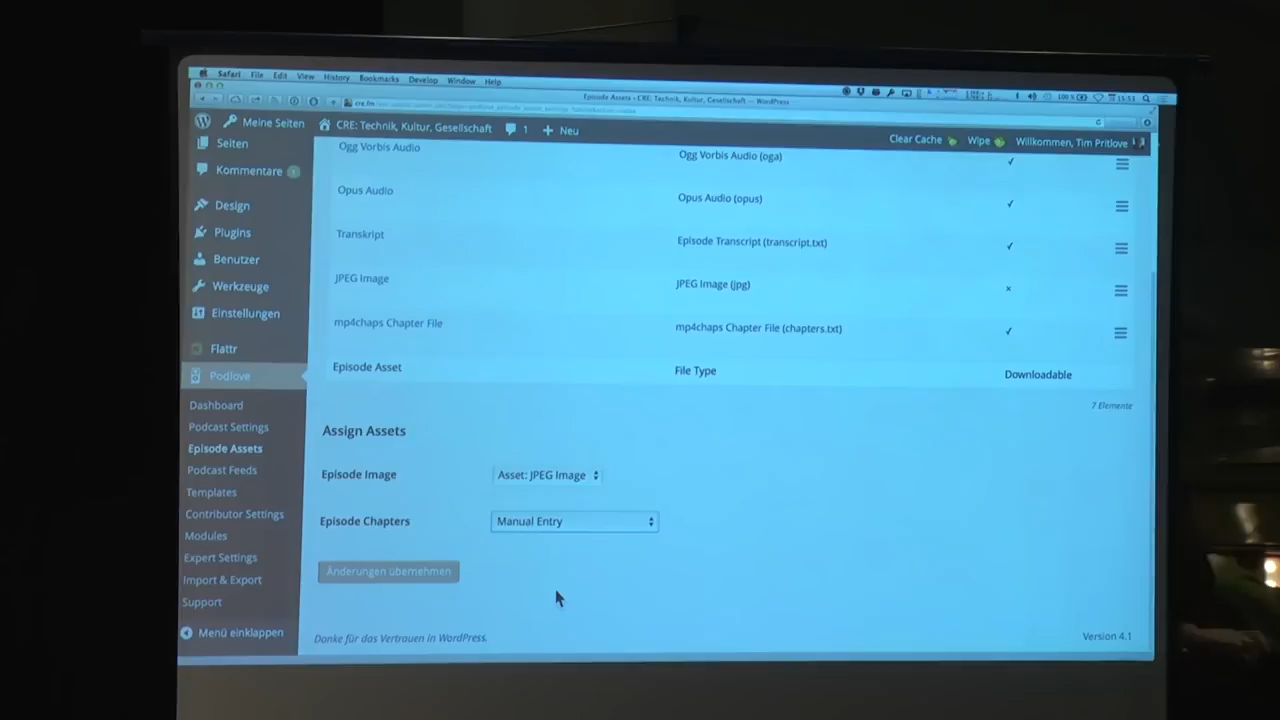 Safari File Edit View History Bookmarks Develop Window Help
Episode Assets - CRE: Technik, Kultur, Gesellschaft — WordPress
Meine Seiten CRE: Technik, Kultur, Gesellschaft 1 + Neu Clear Cache Wipe Willkommen, Tim Pritlove
Seiten
Kommentare 1
Design
Plugins
Benutzer
Werkzeuge
Einstellungen
Flattr
Podlove
Dashboard
Podcast Settings
Episode Assets
Podcast Feeds
Templates
Contributor Settings
Modules
Expert Settings
Import & Export
Support
Menü einklappen
Ogg Vorbis Audio Ogg Vorbis Audio (oga) ✓
Opus Audio Opus Audio (opus) ✓
Transkript Episode Transcript (transcript.txt) ✓
JPEG Image JPEG Image (jpg) ×
mp4chaps Chapter File mp4chaps Chapter File (chapters.txt) ✓
Episode Asset File Type Downloadable
7 Elemente
Assign Assets
Episode Image Asset: JPEG Image
Episode Chapters Manual Entry
Änderungen übernehmen
Danke für das Vertrauen in WordPress. Version 4.1